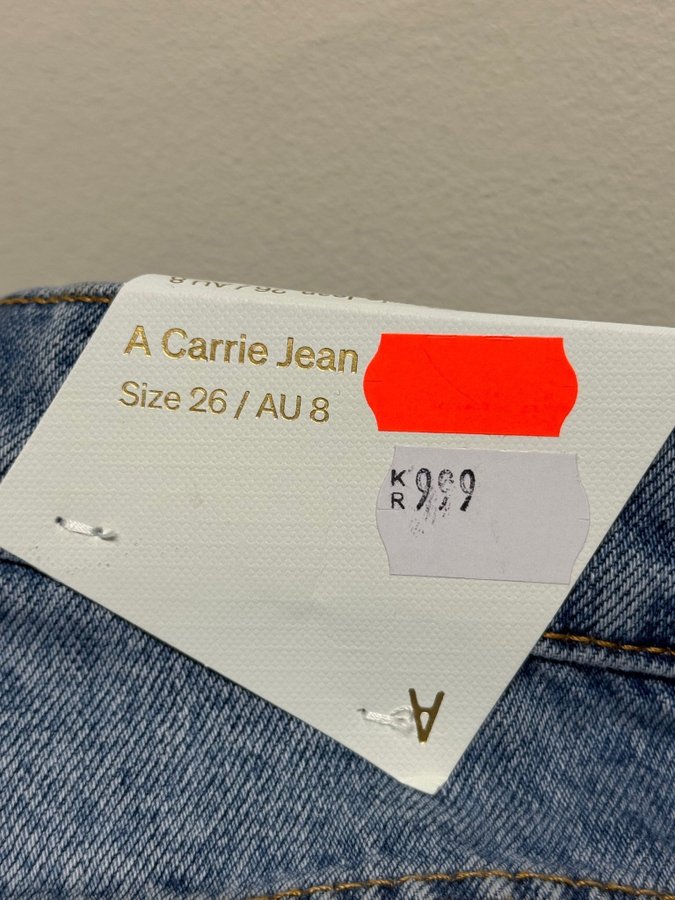 A Carrie Jean
Size 26 / AU 8
KR 999
A